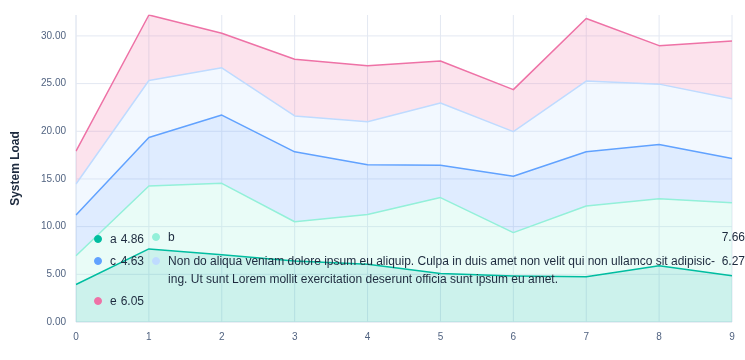 30.00
25.00
20.00
15.00
10.00
5.00
0.00
System Load
a 4.86 b 7.66
c 4.63 Non do aliqua veniam dolore ipsum eu aliquip. Culpa in duis amet non velit qui non ullamco sit adipisic- 6.27
ing. Ut sunt Lorem mollit exercitation deserunt officia sunt ipsum eu amet.
e 6.05
0 1 2 3 4 5 6 7 8 9